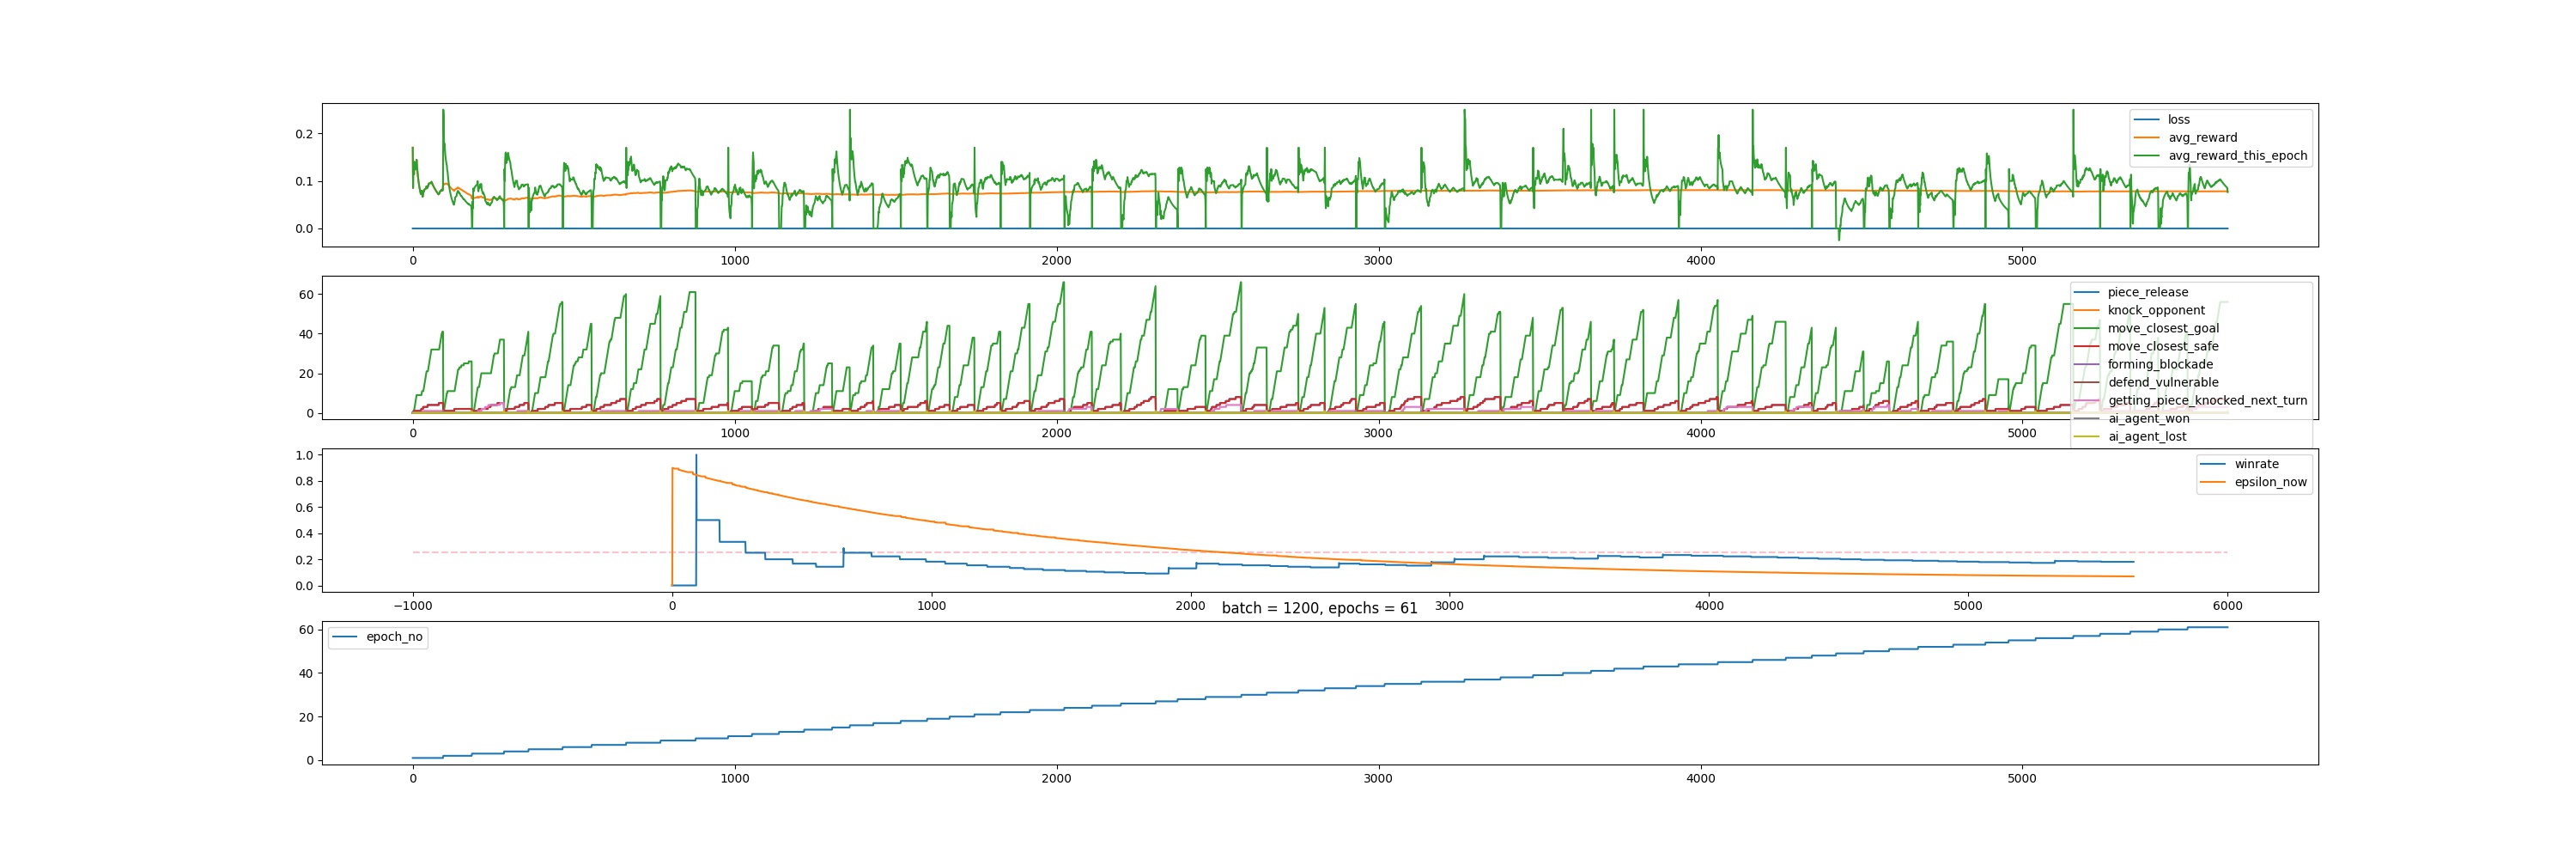 0.2
0.1
0.0
loss
avg_reward
avg_reward_this_epoch
0 1000 2000 3000 4000 5000
60
40
20
0
piece_release
knock_opponent
move_closest_goal
move_closest_safe
forming_blockade
defend_vulnerable
getting_piece_knocked_next_turn
ai_agent_won
ai_agent_lost
0 1000 2000 3000 4000 5000
1.0
0.8
0.6
0.4
0.2
0.0
winrate
epsilon_now
−1000 0 1000 2000 3000 4000 5000 6000
batch = 1200, epochs = 61
60
40
20
0
epoch_no
0 1000 2000 3000 4000 5000